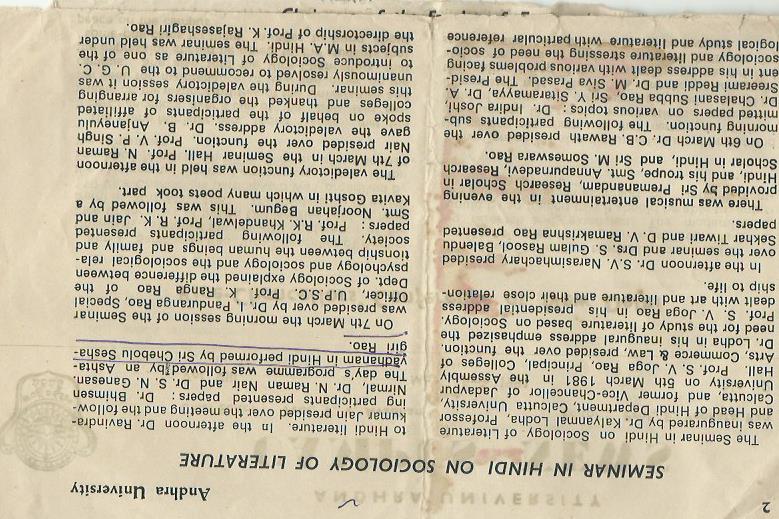 2
Andhra University
SEMINAR IN HINDI ON SOCIOLOGY OF LITERATURE
The Seminar in Hindi on Sociology of Literature
was inaugurared by Dr. Kalyanmal Lodha, Professor
and Head of Hindi Department, Calcutta University,
Calcutta, and former Vice-Chancellor of Jadavpur
University on 5th March 1981 in the Assembly
Hall. Prof. S. V. Joga Rao, Principal, Colleges of
Arts, Commerce & Law, presided over the function.
Dr. Lodha in his inaugural address emphasized the
need for the study of literature based on Sociology.
Prof. S. V. Joga Rao in his presidential address
dealt with art and literature and their close relation-
ship to life.
In the afternoon Dr. S.V. Narasimhachary presided
over the seminar and Drs. S. Gulam Rasool, Balendu
Sekhar Tiwari and D. V. Ramakrishna Rao presented
papers.
There was musical entertainment in the evening
provided by Sri Premanandam, Research Scholar in
Hindi, and his troupe, Smt. Annapurnadevi, Research
Scholar in Hindi, and Sri M. Someswara Rao.
On 6th March Dr. C.B. Rawath presided over the
morning function. The following participants sub-
mitted papers on various topics: Dr. Indira Joshi,
Dr. Chalasani Subba Rao, Sri Y. Sitaramayya, Dr. A.
Sreerami Reddi and Dr. M. Siva Prasad. The Presid-
ent in his address dealt with various problems facing
sociology and literature stressing the need of socio-
logical study and literature with particular reference
to Hindi literature. In the afternoon Dr. Ravindra-
kumar Jain presided over the meeting and the follow-
ing participants presented papers: Dr. Bhimsen
Nirmal, Dr. N. Raman Nair and Dr. S. N. Ganesan.
The day's programme was followed by an Ashta-
vadhanam in Hindi performed by Sri Chebolu Sesha-
giri Rao.
On 7th March the morning session of the Seminar
was presided over by Dr. I. Panduranga Rao, Special
Officer, U.P.S.C. Prof. K. Ranga Rao of the
Dept. of Sociology explained the difference between
psychology and sociology and the sociological rela-
tionship between the human beings and family and
society. The following participants presented
papers: Prof. R.K. Khandelwal, Prof. R. K. Jain and
Smt. Noorjahan Begum. This was followed by a
Kavita Goshti in which many poets took part.
The valedictory function was held in the afternoon
of 7th March in the Seminar Hall. Prof. N. Raman
Nair presided over the function. Prof. V. P. Singh
gave the valedictory address. Dr. B. Anjaneyulu
spoke on behalf of the participants of affiliated
colleges and thanked the organisers for arranging
this seminar. During the valedictory session it was
unanimously resolved to recommend to the U. G. C.
to introduce Sociology of Literature as one of the
subjects in M.A. Hindi. The seminar was held under
the directorship of Prof. K. Rajaseshagiri Rao.